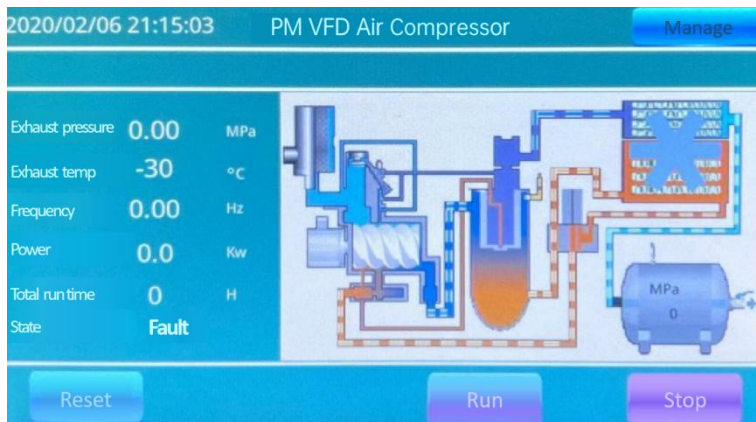 2020/02/06 21:15:03 PM VFD Air Compressor Manage
Exhaust pressure 0.00 MPa
Exhaust temp -30 °C
Frequency 0.00 Hz
Power 0.0 Kw
Total run time 0 H
State Fault
MPa
0
Reset Run Stop